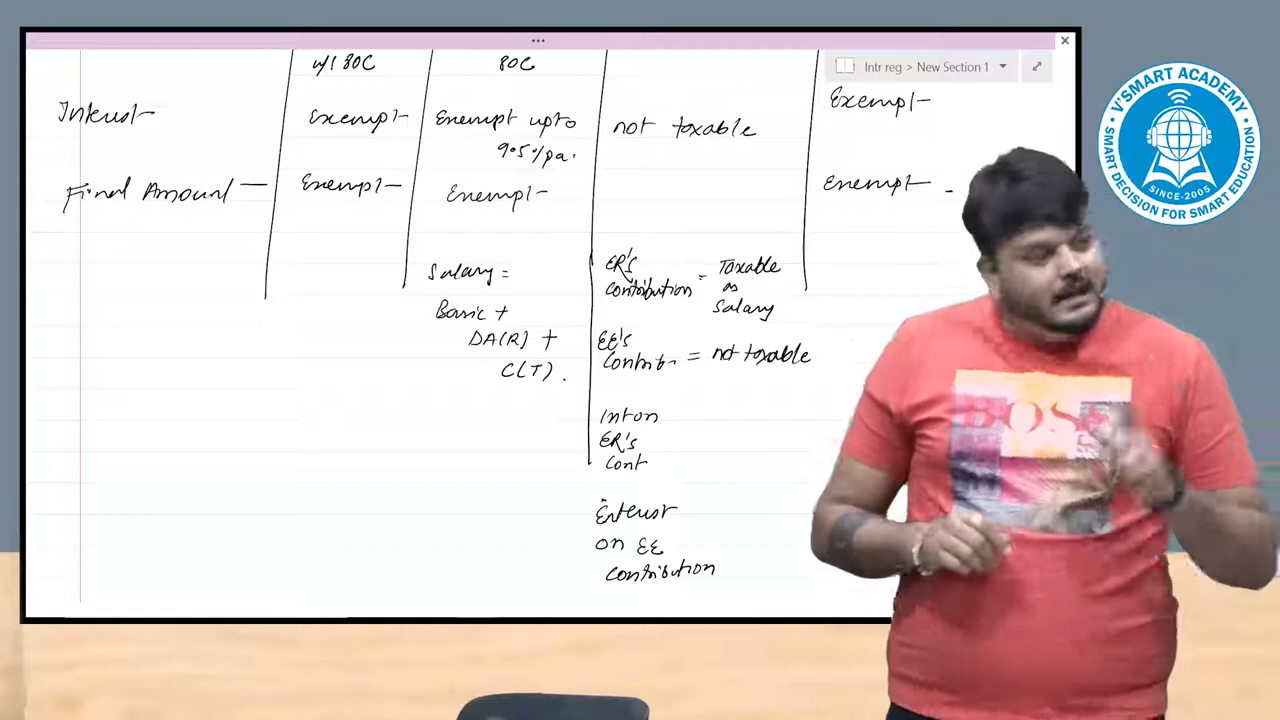 u/s 80C
80C
Intr reg > New Section 1
Interest
Exempt
Exempt upto
9.5%pa.
not taxable
Exempt
Final Amount
Exempt
Exempt
Exempt
Salary =
Basic +
DA(R) +
C(T).
ER's
contribution = Taxable
as
Salary
EE's
Contribn = not taxable
Int on
ER's
Cont
Interest
on EE
contribution
V'SMART ACADEMY
SMART DECISION FOR SMART EDUCATION
SINCE-2005
BOSS